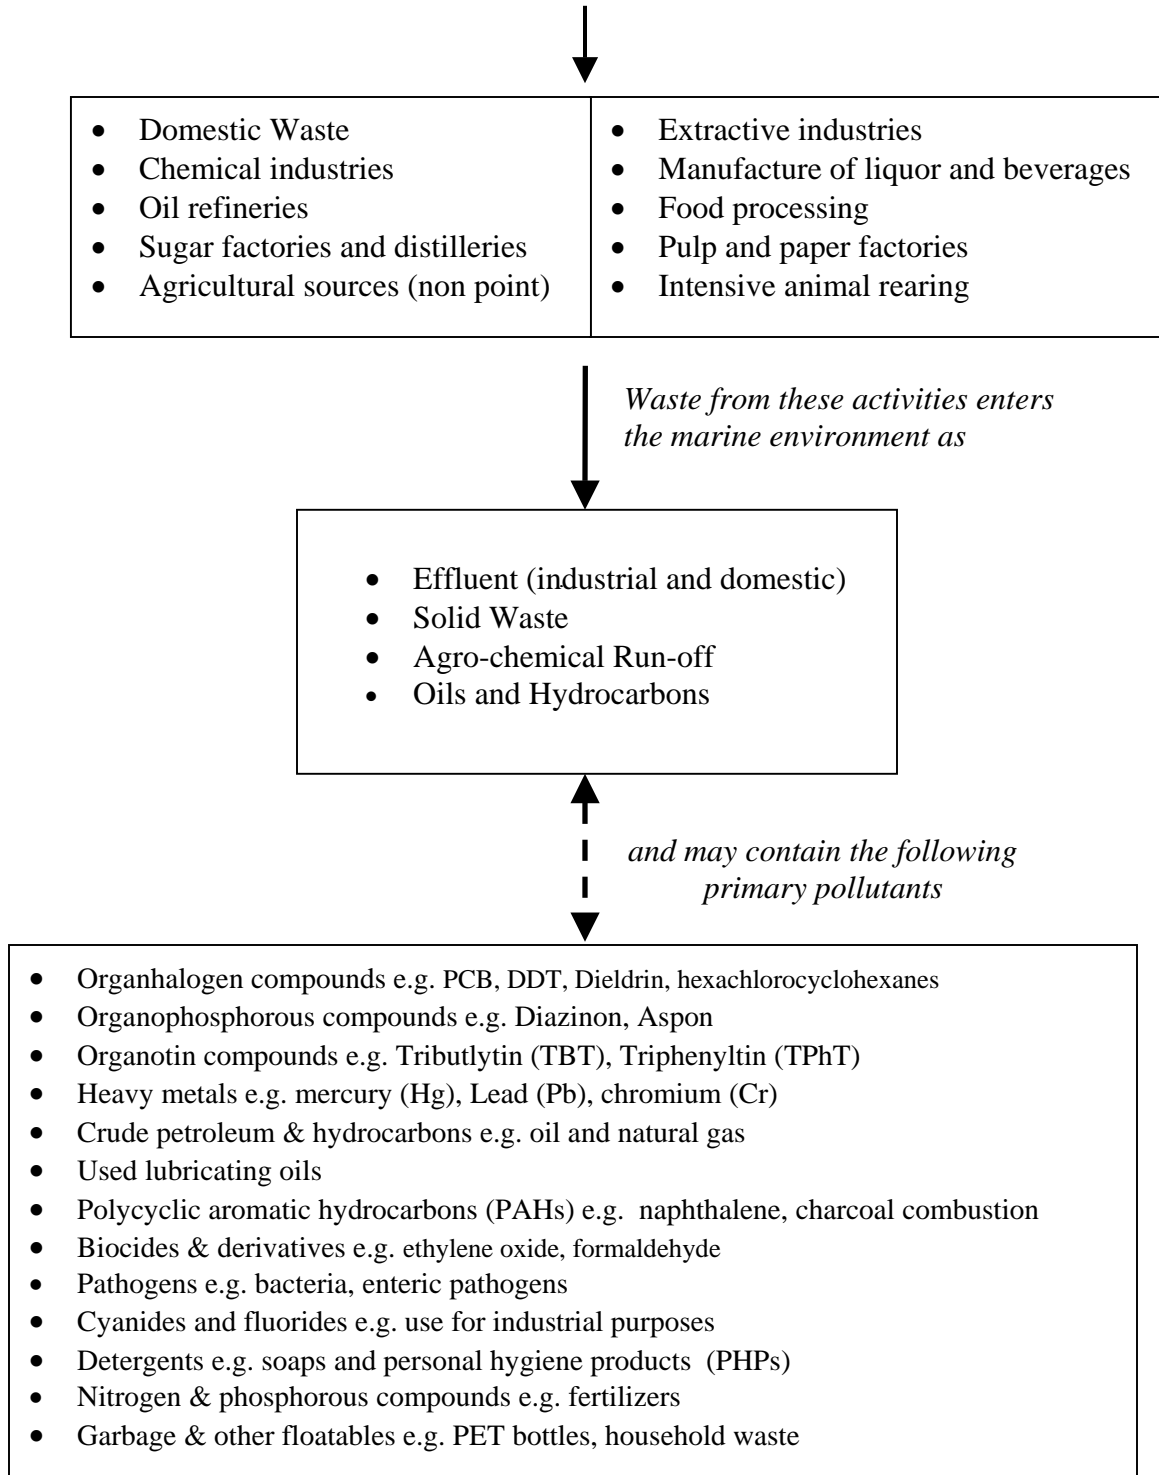 • Domestic Waste
• Chemical industries
• Oil refineries
• Sugar factories and distilleries
• Agricultural sources (non point)
• Extractive industries
• Manufacture of liquor and beverages
• Food processing
• Pulp and paper factories
• Intensive animal rearing
Waste from these activities enters
the marine environment as
• Effluent (industrial and domestic)
• Solid Waste
• Agro-chemical Run-off
• Oils and Hydrocarbons
and may contain the following
primary pollutants
• Organhalogen compounds e.g. PCB, DDT, Dieldrin, hexachlorocyclohexanes
• Organophosphorous compounds e.g. Diazinon, Aspon
• Organotin compounds e.g. Tributlytin (TBT), Triphenyltin (TPhT)
• Heavy metals e.g. mercury (Hg), Lead (Pb), chromium (Cr)
• Crude petroleum & hydrocarbons e.g. oil and natural gas
• Used lubricating oils
• Polycyclic aromatic hydrocarbons (PAHs) e.g. naphthalene, charcoal combustion
• Biocides & derivatives e.g. ethylene oxide, formaldehyde
• Pathogens e.g. bacteria, enteric pathogens
• Cyanides and fluorides e.g. use for industrial purposes
• Detergents e.g. soaps and personal hygiene products (PHPs)
• Nitrogen & phosphorous compounds e.g. fertilizers
• Garbage & other floatables e.g. PET bottles, household waste